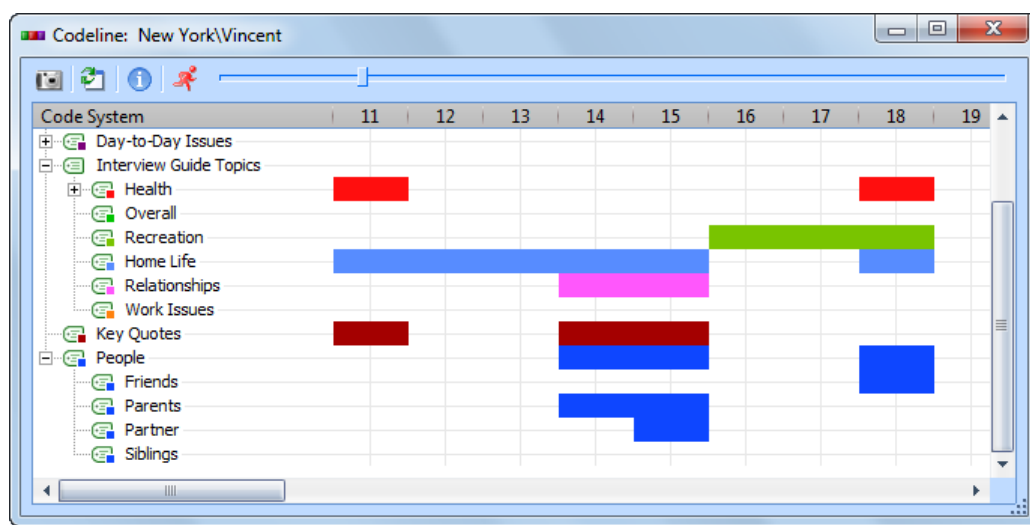 Codeline: New York\Vincent
Code System 11 12 13 14 15 16 17 18 19
Day-to-Day Issues
Interview Guide Topics
Health
Overall
Recreation
Home Life
Relationships
Work Issues
Key Quotes
People
Friends
Parents
Partner
Siblings